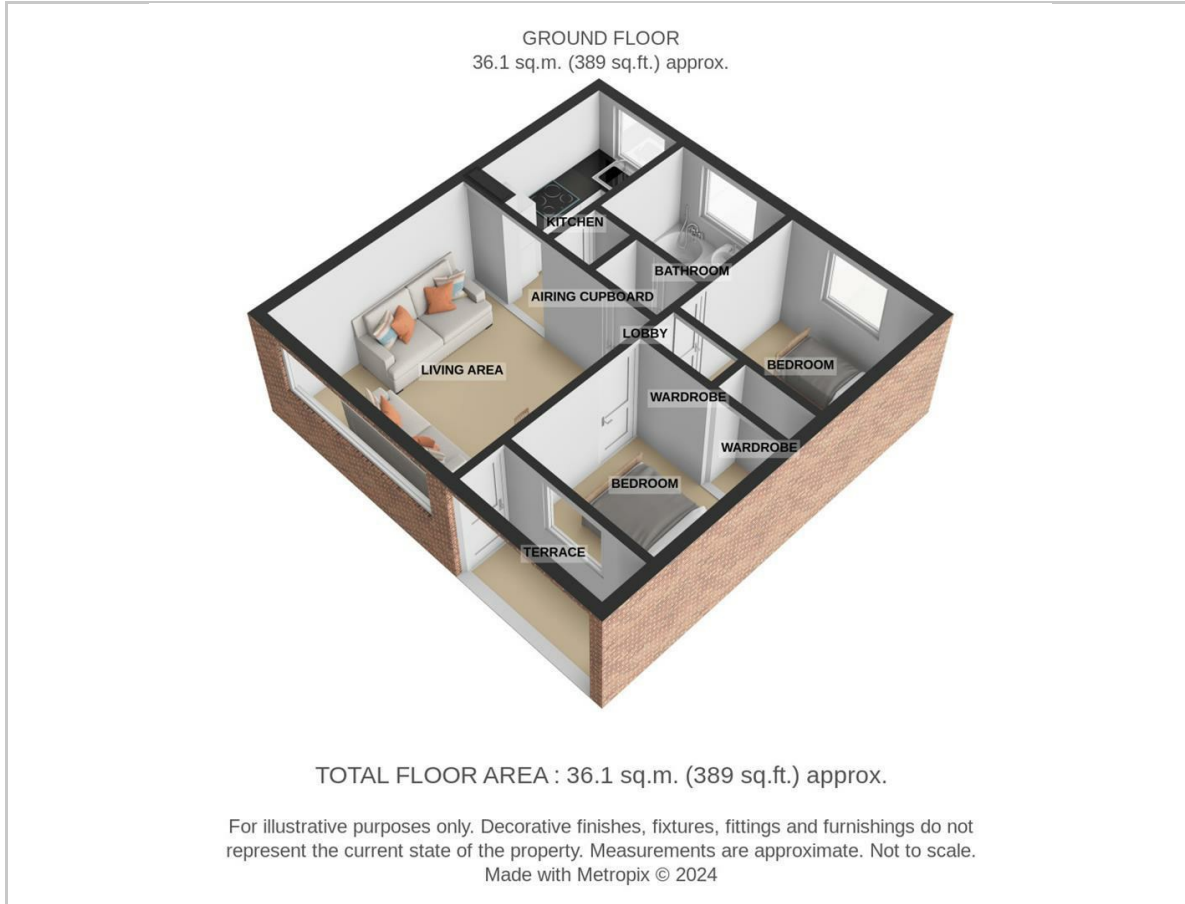 GROUND FLOOR
36.1 sq.m. (389 sq.ft.) approx.
KITCHEN
BATHROOM
AIRING CUPBOARD
LOBBY
LIVING AREA
BEDROOM
WARDROBE
WARDROBE
BEDROOM
TERRACE
TOTAL FLOOR AREA : 36.1 sq.m. (389 sq.ft.) approx.
For illustrative purposes only. Decorative finishes, fixtures, fittings and furnishings do not
represent the current state of the property. Measurements are approximate. Not to scale.
Made with Metropix © 2024